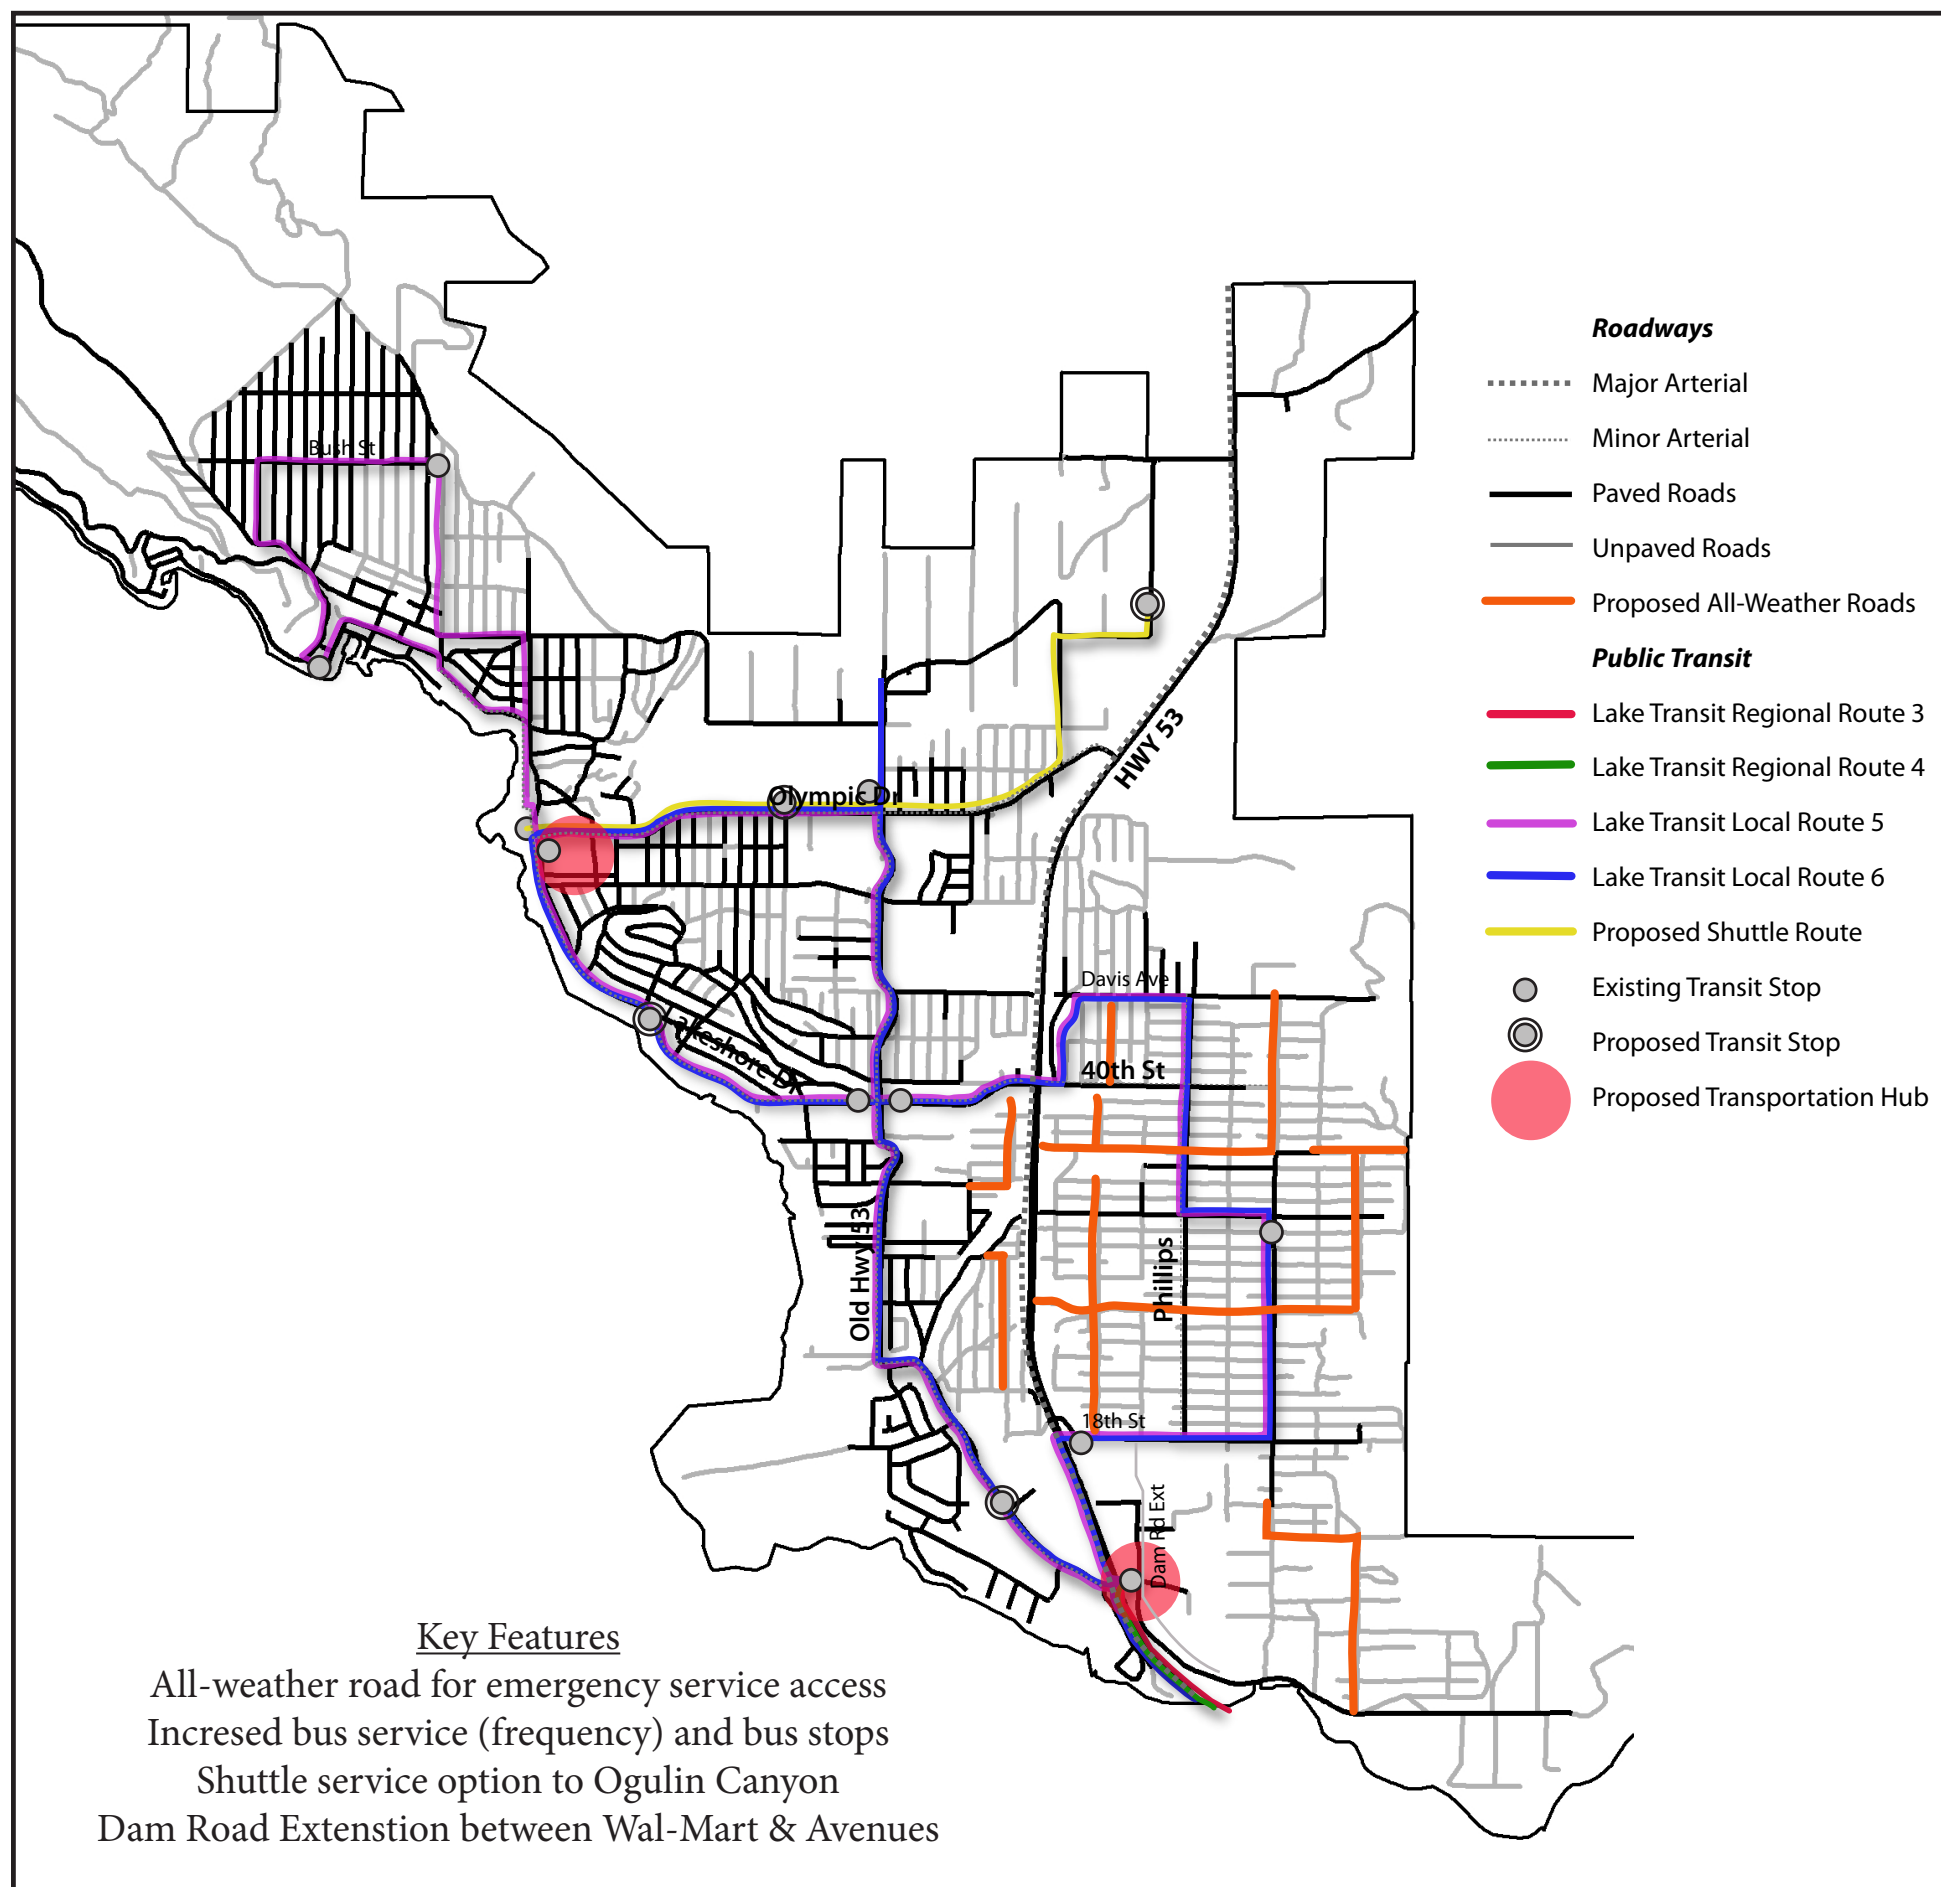 Roadways
Major Arterial
Minor Arterial
Paved Roads
Unpaved Roads
Proposed All-Weather Roads
Public Transit
Lake Transit Regional Route 3
Lake Transit Regional Route 4
Lake Transit Local Route 5
Lake Transit Local Route 6
Proposed Shuttle Route
Existing Transit Stop
Proposed Transit Stop
Proposed Transportation Hub
Bush St
HWY 53
Olympic Dr
Davis Ave
Lakeshore Dr
40th St
Old Hwy 53
Phillips
18th St
Dam Rd Ext
Key Features
All-weather road for emergency service access
Incresed bus service (frequency) and bus stops
Shuttle service option to Ogulin Canyon
Dam Road Extenstion between Wal-Mart & Avenues